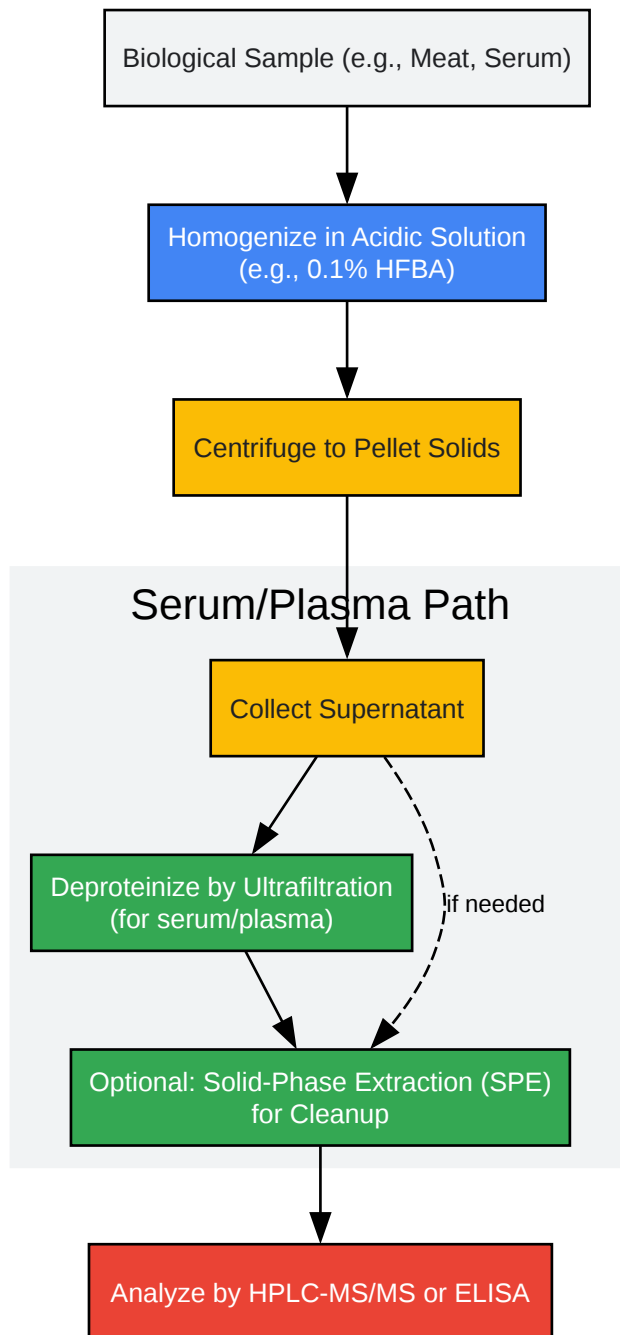 Biological Sample (e.g., Meat, Serum)
Homogenize in Acidic Solution
(e.g., 0.1% HFBA)
Centrifuge to Pellet Solids
Serum/Plasma Path
Collect Supernatant
Deproteinize by Ultrafiltration
(for serum/plasma)
if needed
Optional: Solid-Phase Extraction (SPE)
for Cleanup
Analyze by HPLC-MS/MS or ELISA